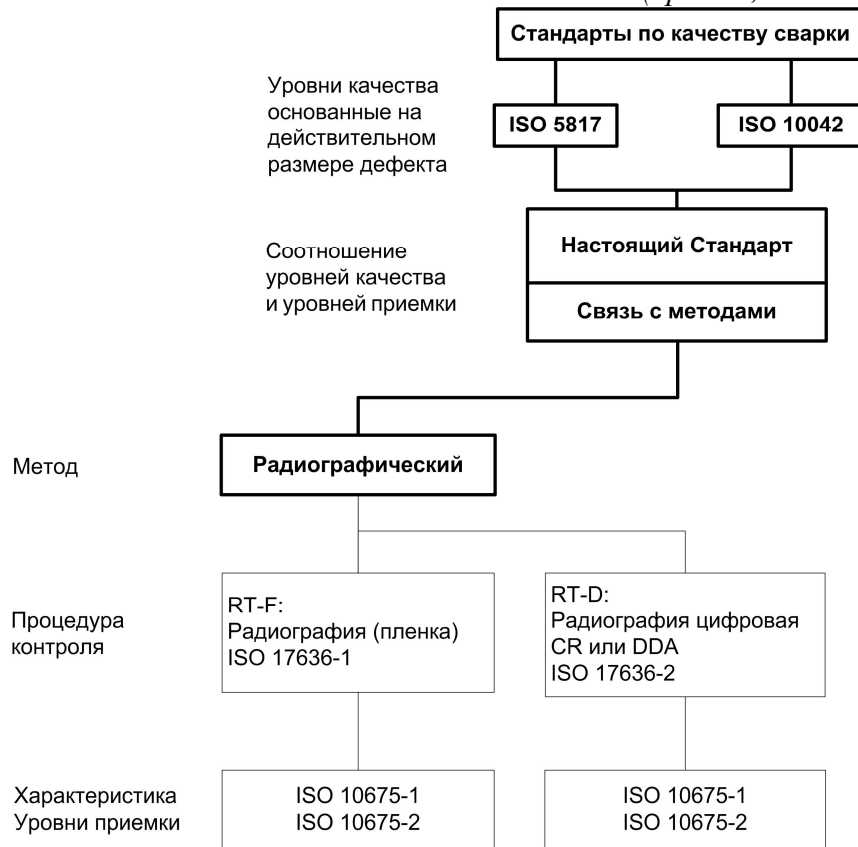 Стандарты по качеству сварки
Уровни качества
основанные на
действительном
размере дефекта
ISO 5817
ISO 10042
Соотношение
уровней качества
и уровней приемки
Настоящий Стандарт
Связь с методами
Метод
Радиографический
Процедура
контроля
RT-F:
Радиография (пленка)
ISO 17636-1
RT-D:
Радиография цифровая
CR или DDA
ISO 17636-2
Характеристика
Уровни приемки
ISO 10675-1
ISO 10675-2
ISO 10675-1
ISO 10675-2